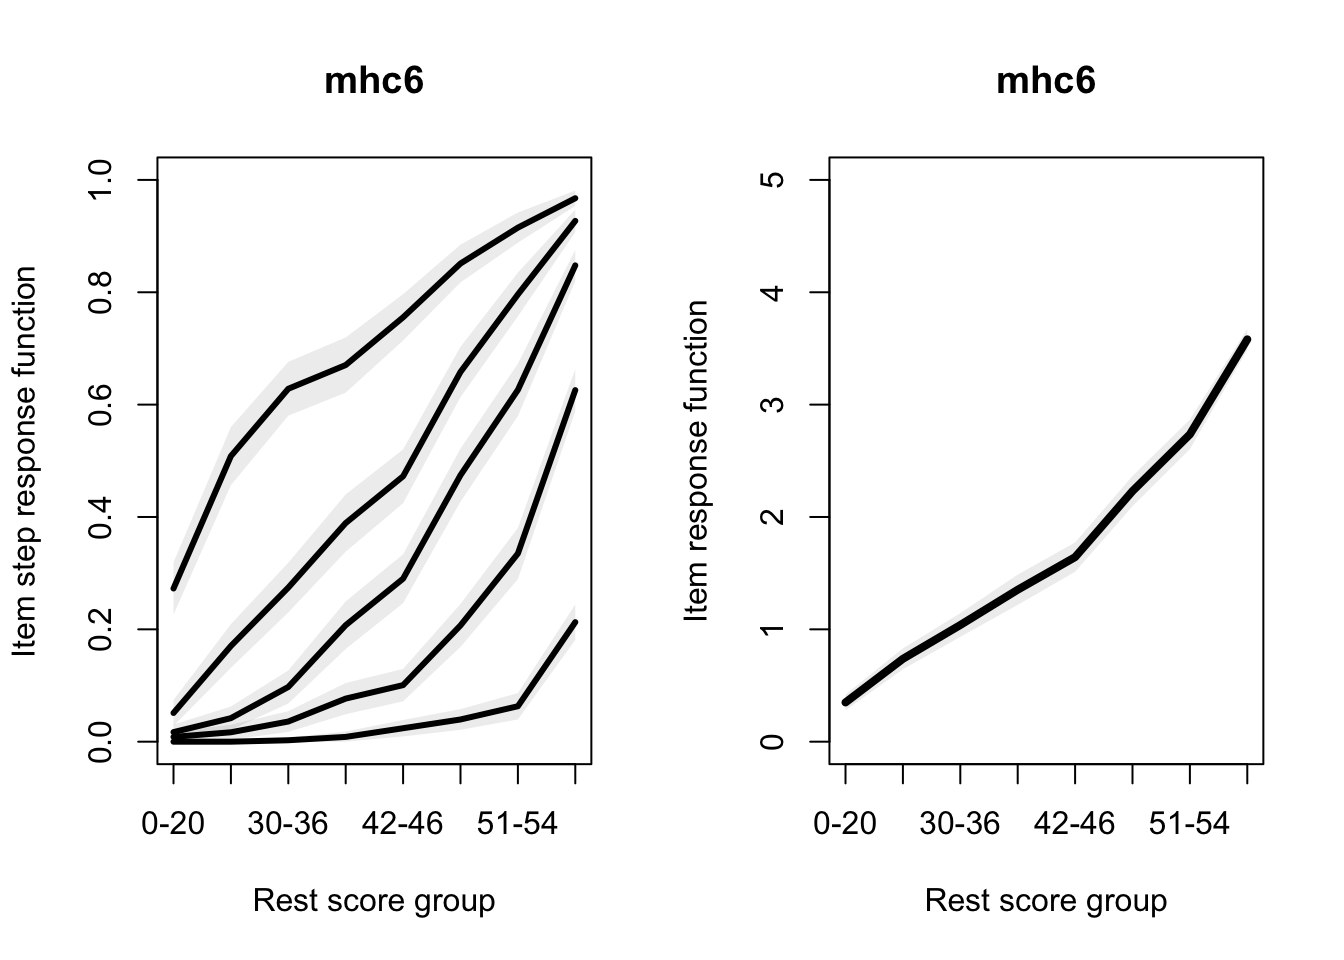 mhc6
Item step response function
1.0
0.8
0.6
0.4
0.2
0.0
0-20 30-36 42-46 51-54
Rest score group
mhc6
Item response function
5
4
3
2
1
0
0-20 30-36 42-46 51-54
Rest score group